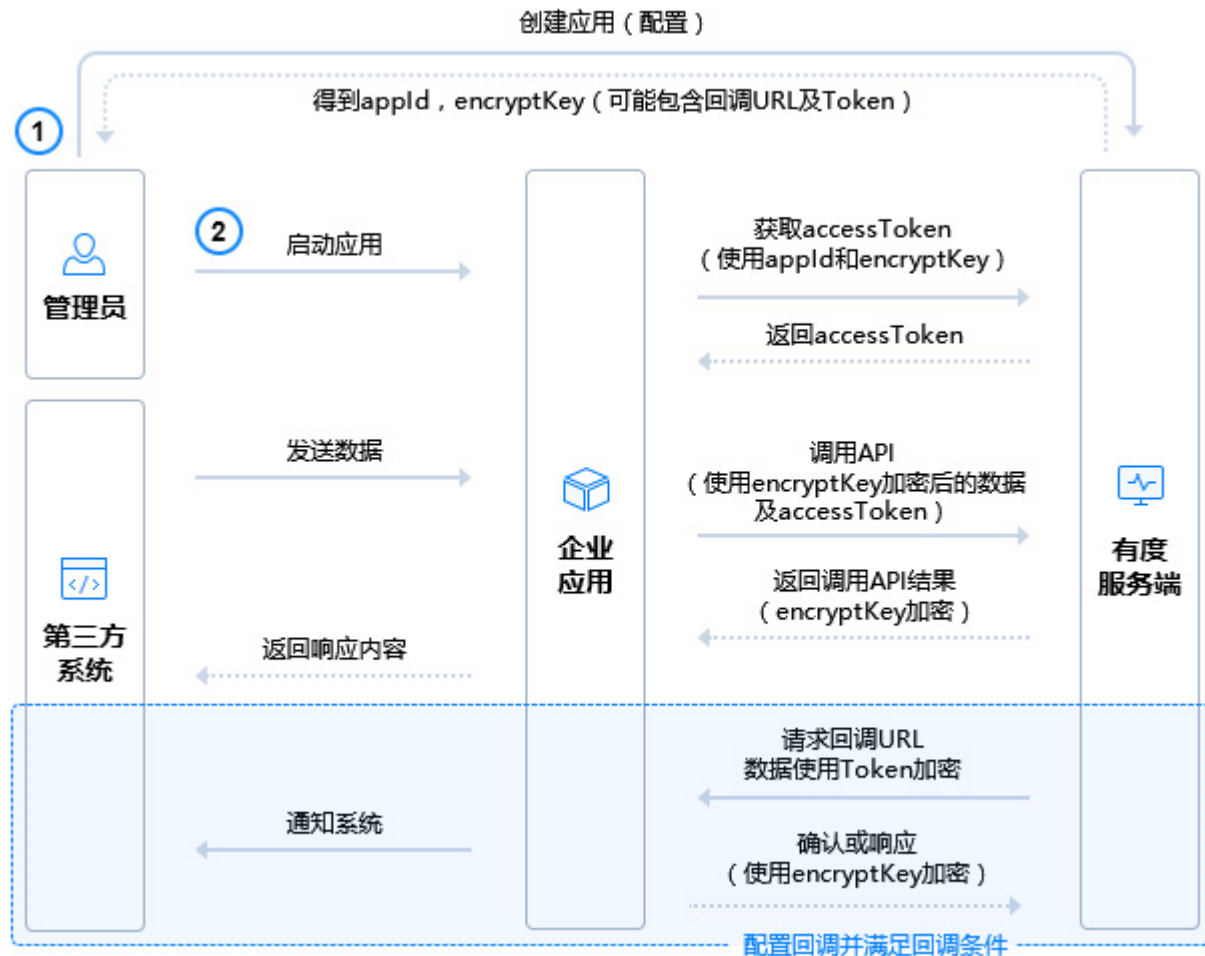 创建应用（配置）
得到appId，encryptKey（可能包含回调URL及Token）
1
管理员
2
启动应用
获取accessToken
（使用appId和encryptKey）
返回accessToken
发送数据
调用API
（使用encryptKey加密后的数据
及accessToken）
企业
应用
有度
服务端
</>
第三方
系统
返回调用API结果
（encryptKey加密）
返回响应内容
请求回调URL
数据使用Token加密
通知系统
确认或响应
（使用encryptKey加密）
配置回调并满足回调条件